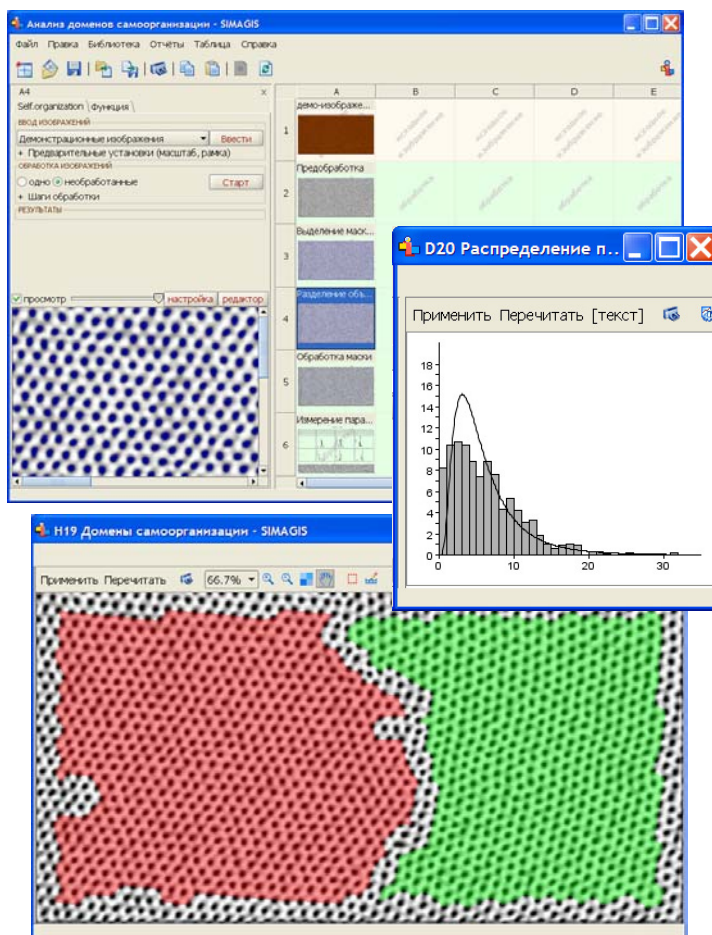 Анализ доменов самоорганизации - SIMAGIS
Файл Правка Библиотека Отчёты Таблица Справка
A4 x
Self.organization \ функция \
ВВОД ИЗОБРАЖЕНИЙ
Демонстрационные изображения Ввести
+ Предварительные установки (масштаб, рамка)
ОБРАБОТКА ИЗОБРАЖЕНИЙ
одно необработанные Старт
+ Шаги обработки
РЕЗУЛЬТАТЫ
просмотр настройка редактор
A B C D E
демо-изображе...
1
Предобработка
2
Выделение маск...
3
Разделение объ...
4
Обработка маски
5
Измерение пара...
6
D20 Распределение п..
Применить Перечитать [текст]
18
16
14
12
10
8
6
4
2
0
0 10 20 30
H19 Домены самоорганизации - SIMAGIS
Применить Перечитать 66.7%